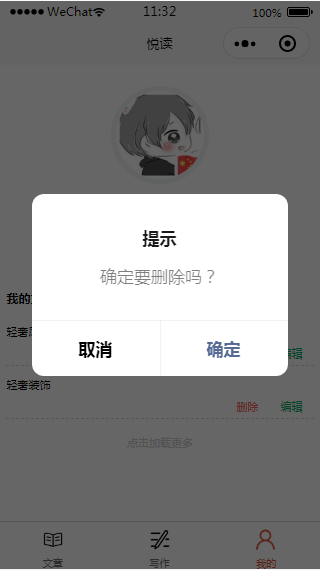 WeChat 11:32 100%
悦读
提示
确定要删除吗？
取消 确定
我的
轻奢
编辑
轻奢装饰
删除 编辑
点击加载更多
文章 写作 我的